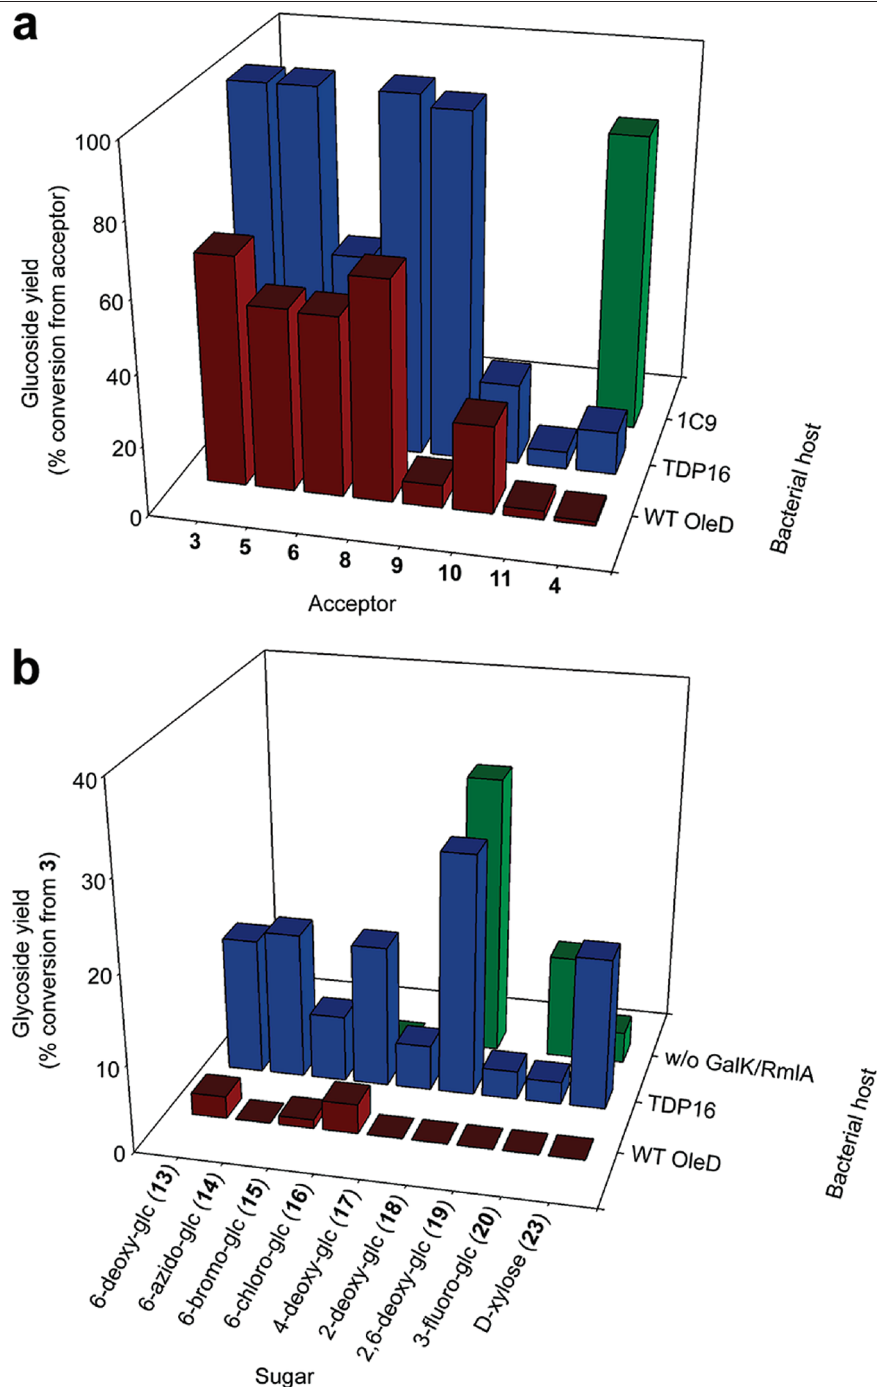 a
100
80
60
40
20
0
Glucoside yield
(% conversion from acceptor)
3
5
6
8
9
10
11
4
Acceptor
1C9
TDP16
WT OleD
Bacterial host
b
40
30
20
10
0
Glycoside yield
(% conversion from 3)
6-deoxy-glc (13)
6-azido-glc (14)
6-bromo-glc (15)
6-chloro-glc (16)
4-deoxy-glc (17)
2-deoxy-glc (18)
2,6-deoxy-glc (19)
3-fluoro-glc (20)
D-xylose (23)
Sugar
w/o GalK/RmlA
TDP16
WT OleD
Bacterial host